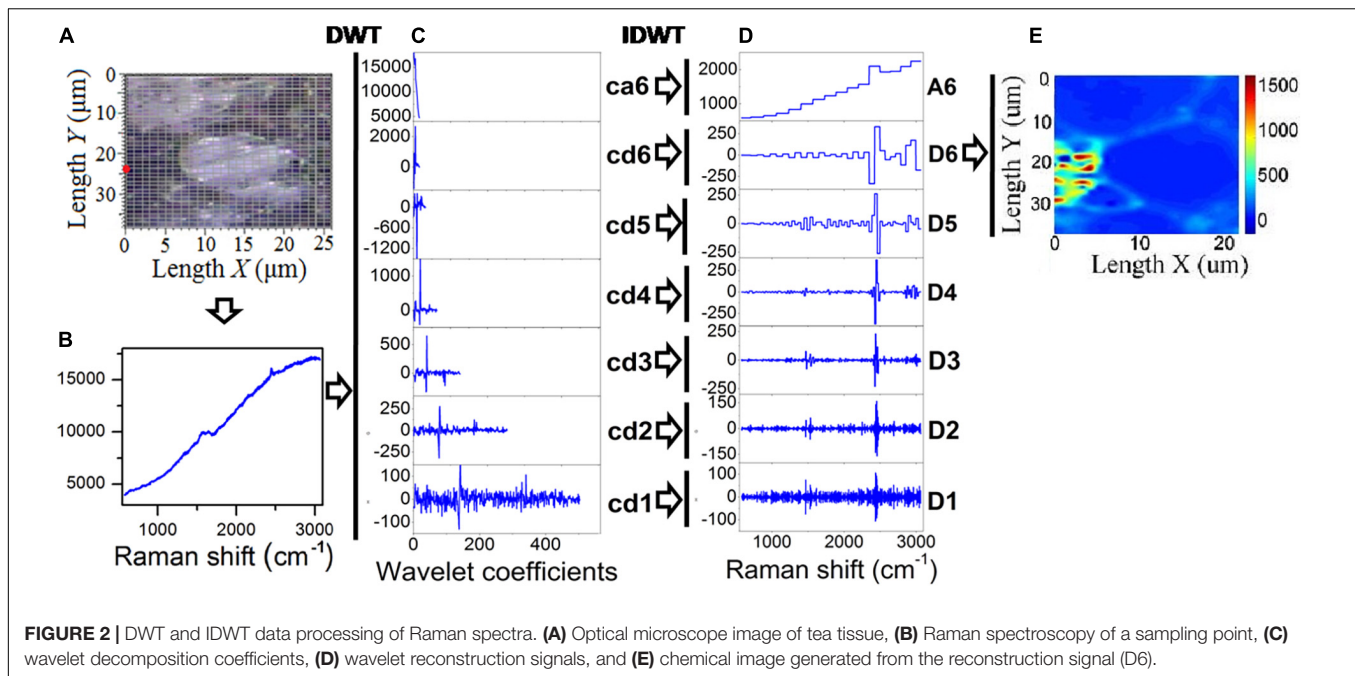 A
DWT
C
IDWT
D
E
0
10
20
30
Length Y (μm)
0 5 10 15 20 25
Length X (μm)
B
15000
10000
5000
1000 2000 3000
Raman shift (cm-1)
15000
10000
5000
ca6
2000
0
cd6
0
-600
-1200
cd5
1000
0
cd4
500
0
cd3
250
0
-250
cd2
100
0
-100
cd1
0 200 400
Wavelet coefficients
2000
1000
A6
250
0
-250
D6
250
0
-250
D5
250
0
-250
D4
250
0
-250
D3
150
0
-150
D2
100
0
-100
D1
1000 2000 3000
Raman shift (cm-1)
0
10
20
30
Length Y (um)
0 10 20
Length X (um)
1500
1000
500
0
FIGURE 2 | DWT and IDWT data processing of Raman spectra. (A) Optical microscope image of tea tissue, (B) Raman spectroscopy of a sampling point, (C)
wavelet decomposition coefficients, (D) wavelet reconstruction signals, and (E) chemical image generated from the reconstruction signal (D6).